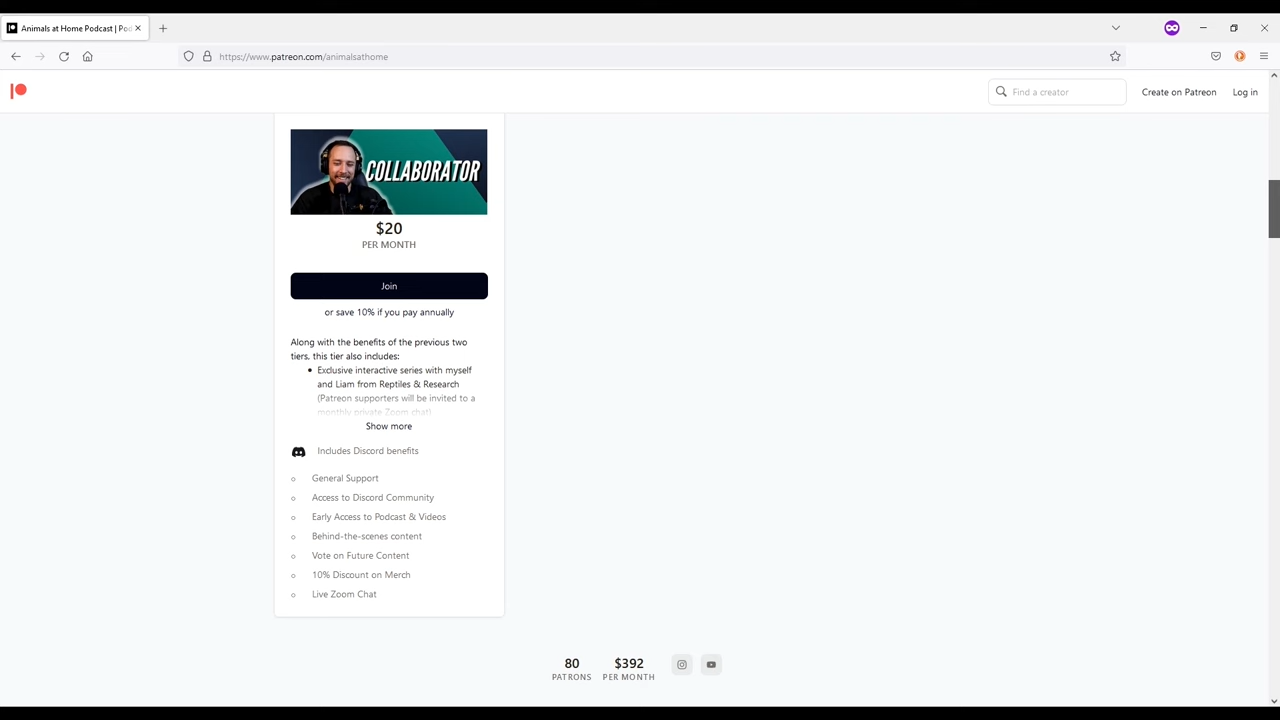 Animals at Home Podcast | Pod
https://www.patreon.com/animalsathome
Find a creator
Create on Patreon
Log in
COLLABORATOR
$20
PER MONTH
Join
or save 10% if you pay annually
Along with the benefits of the previous two
tiers, this tier also includes:
Exclusive interactive series with myself
and Liam from Reptiles & Research
(Patreon supporters will be invited to a
monthly private Zoom chat)
Show more
Includes Discord benefits
General Support
Access to Discord Community
Early Access to Podcast & Videos
Behind-the-scenes content
Vote on Future Content
10% Discount on Merch
Live Zoom Chat
80 $392
PATRONS PER MONTH